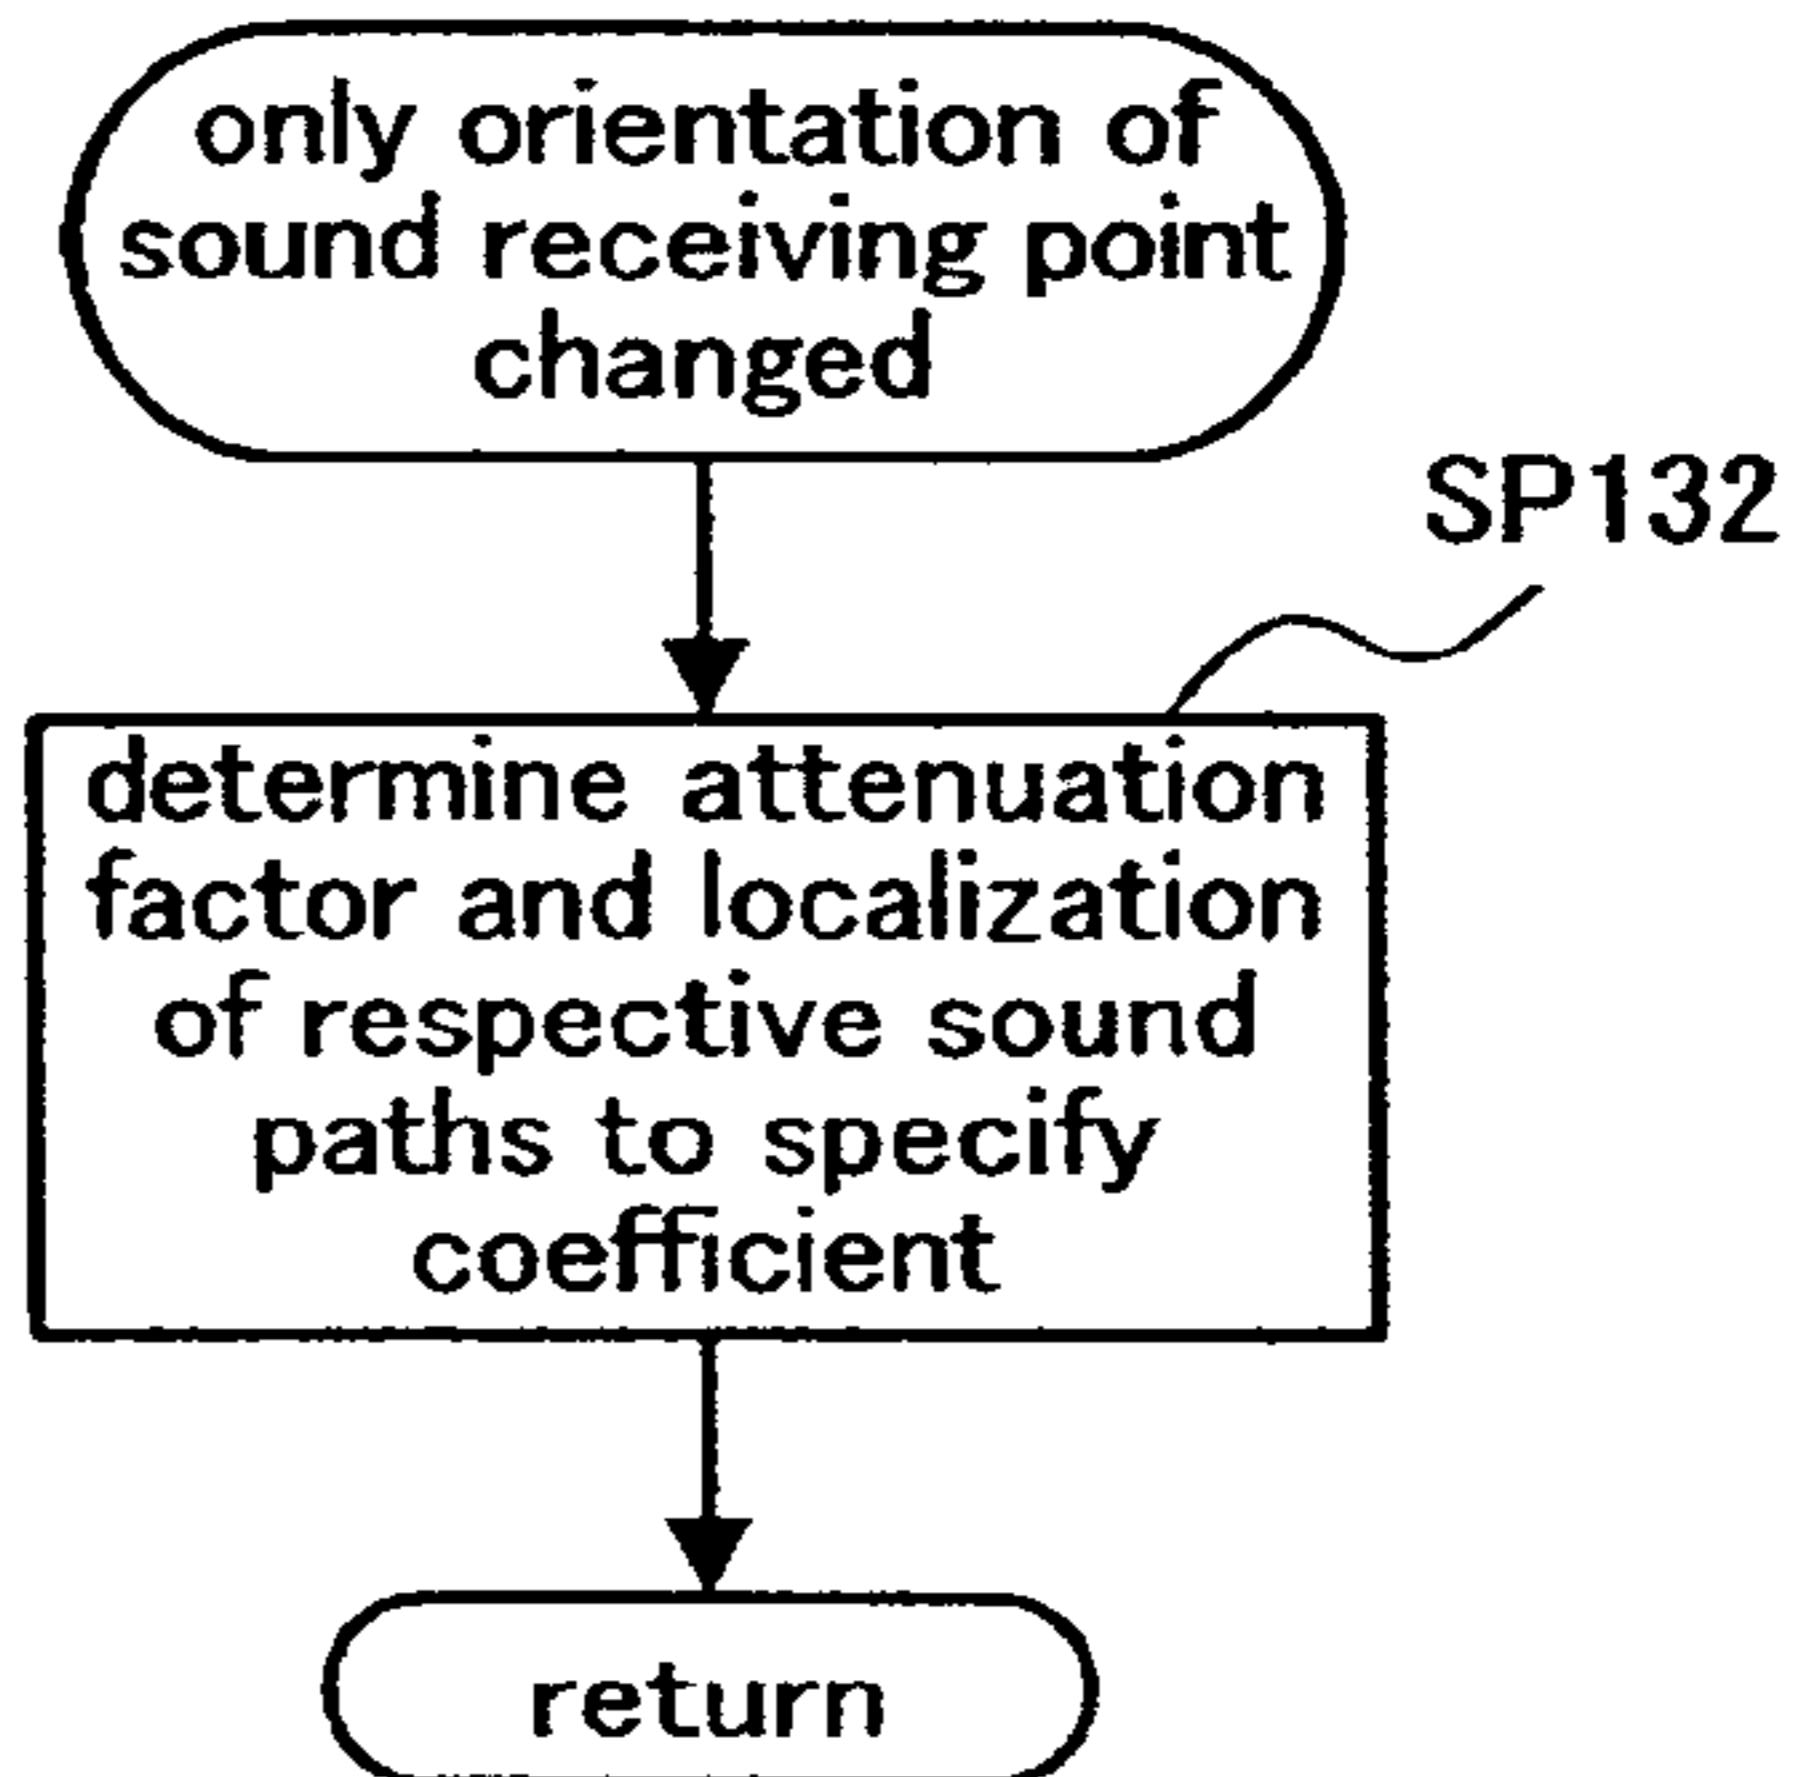 only orientation of
sound receiving point
changed
SP132
determine attenuation
factor and localization
of respective sound
paths to specify
coefficient
return